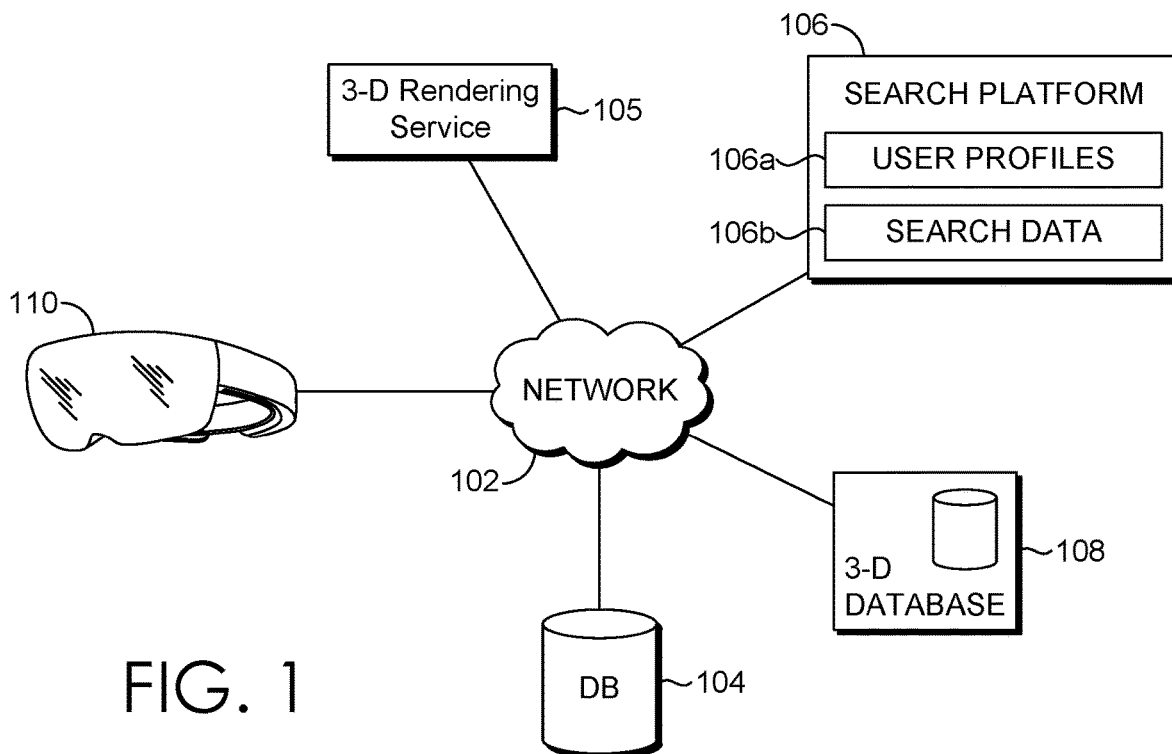 106
3-D Rendering
Service
105
SEARCH PLATFORM
106a
USER PROFILES
106b
SEARCH DATA
110
NETWORK
102
3-D
DATABASE
108
DB
104
FIG. 1